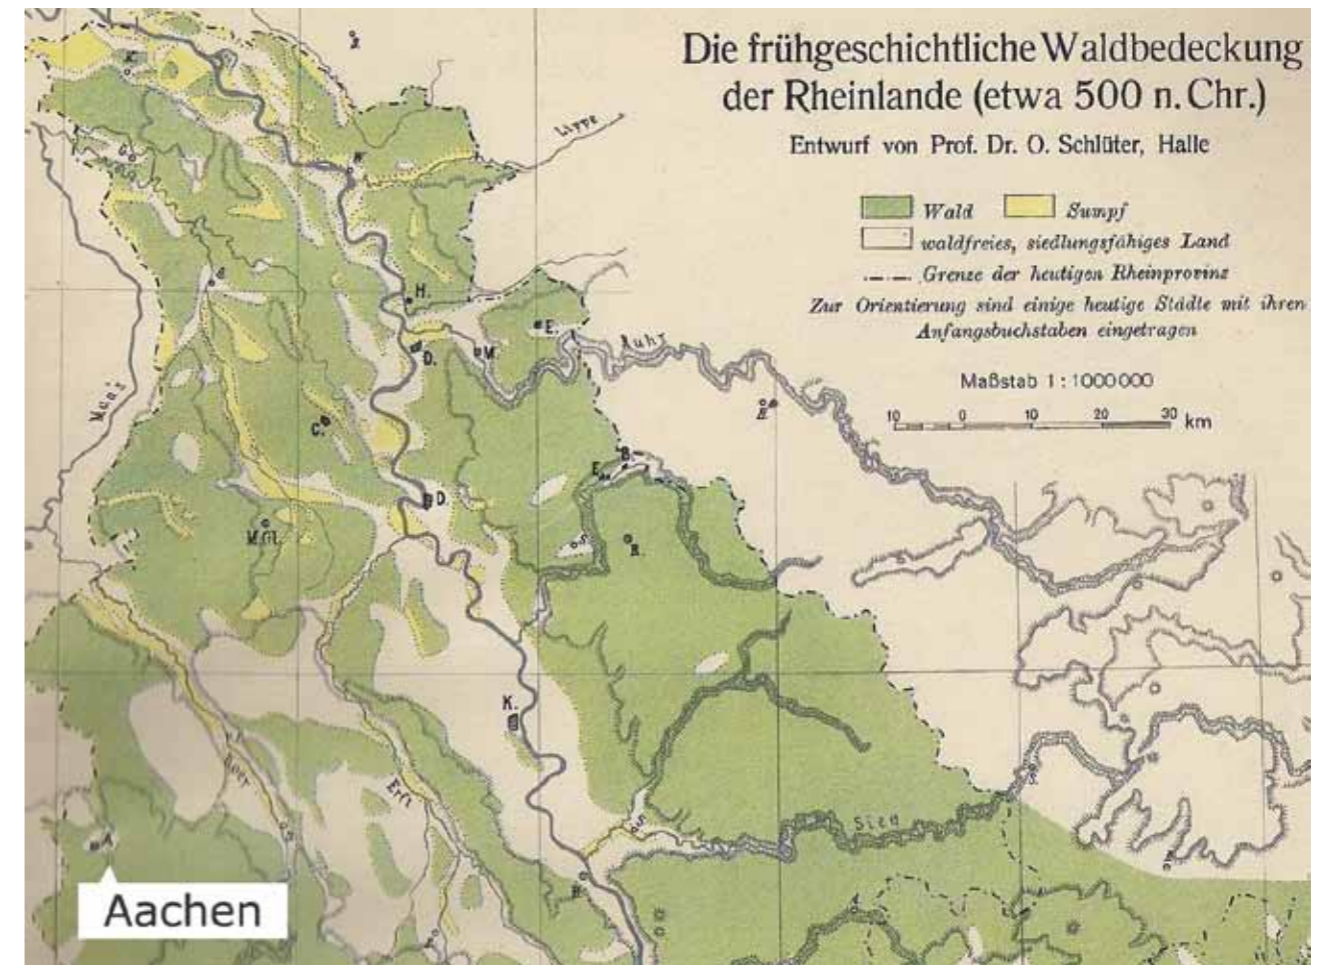 Die frühgeschichtliche Waldbedeckung
der Rheinlande (etwa 500 n. Chr.)
Entwurf von Prof. Dr. O. Schlüter, Halle
Wald Sumpf
waldfreies, siedlungsfähiges Land
Grenze der heutigen Rheinprovinz
Zur Orientierung sind einige heutige Städte mit ihren
Anfangsbuchstaben eingetragen
Maßstab 1 : 1000000
10 0 10 20 30 km
Lippe
G.
H.
E.
Ruhr
D.
M.
Maas
C.
B.
E.
D.
M.Gl.
S.
R.
K.
Roer
Erft
S.
Sieg
S.
A.
B.
Aachen